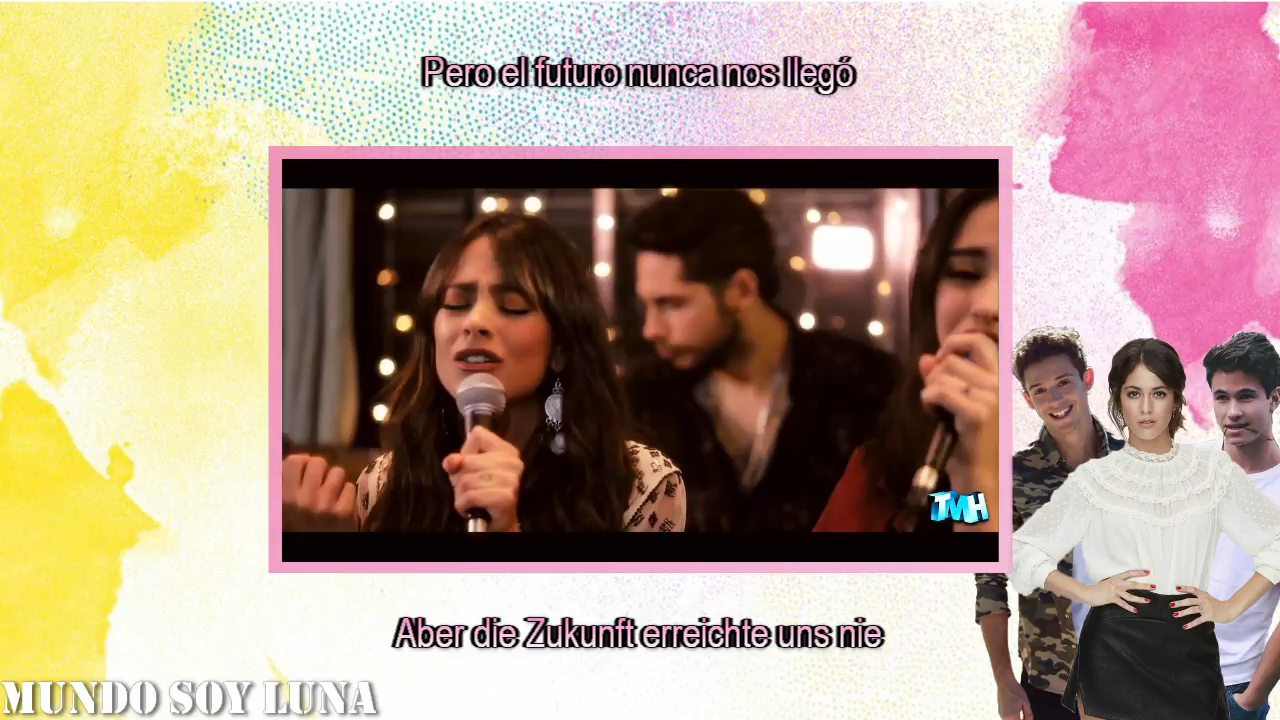 Pero el futuro nunca nos llegó
TMH
Aber die Zukunft erreichte uns nie
MUNDO SOY LUNA